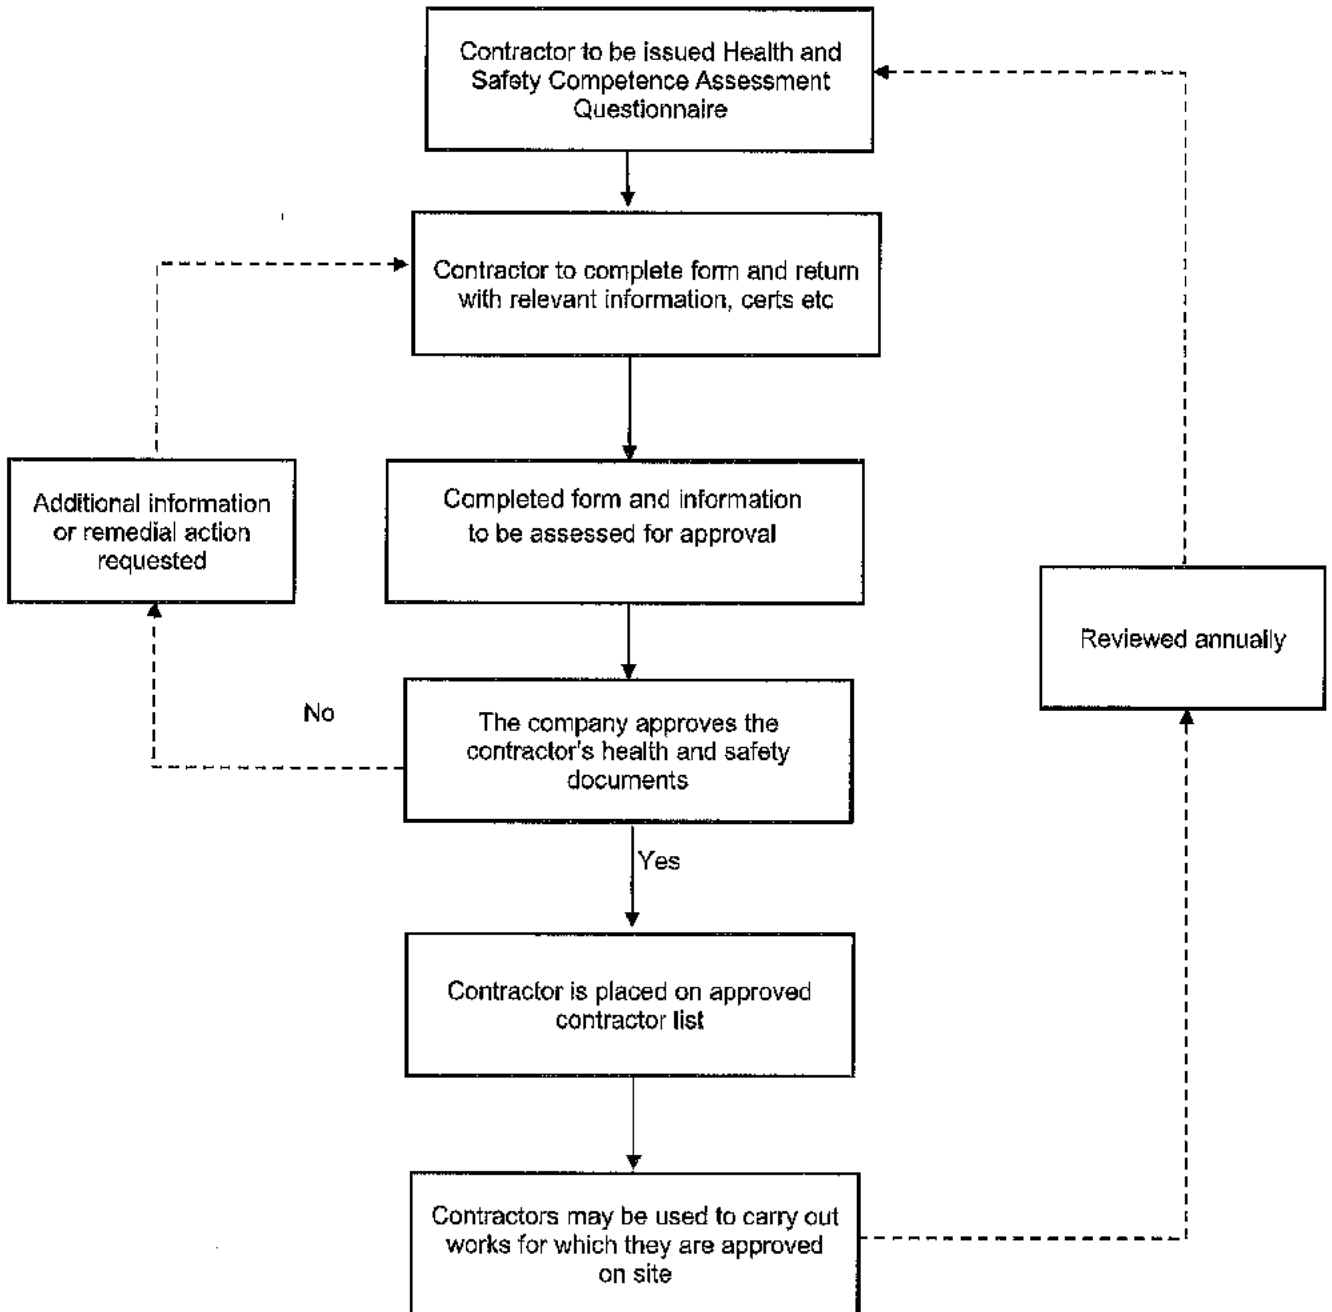 Contractor to be issued Health and
Safety Competence Assessment
Questionnaire
Contractor to complete form and return
with relevant information, certs etc
Additional information
or remedial action
requested
Completed form and information
to be assessed for approval
Reviewed annually
No
The company approves the
contractor's health and safety
documents
Yes
Contractor is placed on approved
contractor list
Contractors may be used to carry out
works for which they are approved
on site